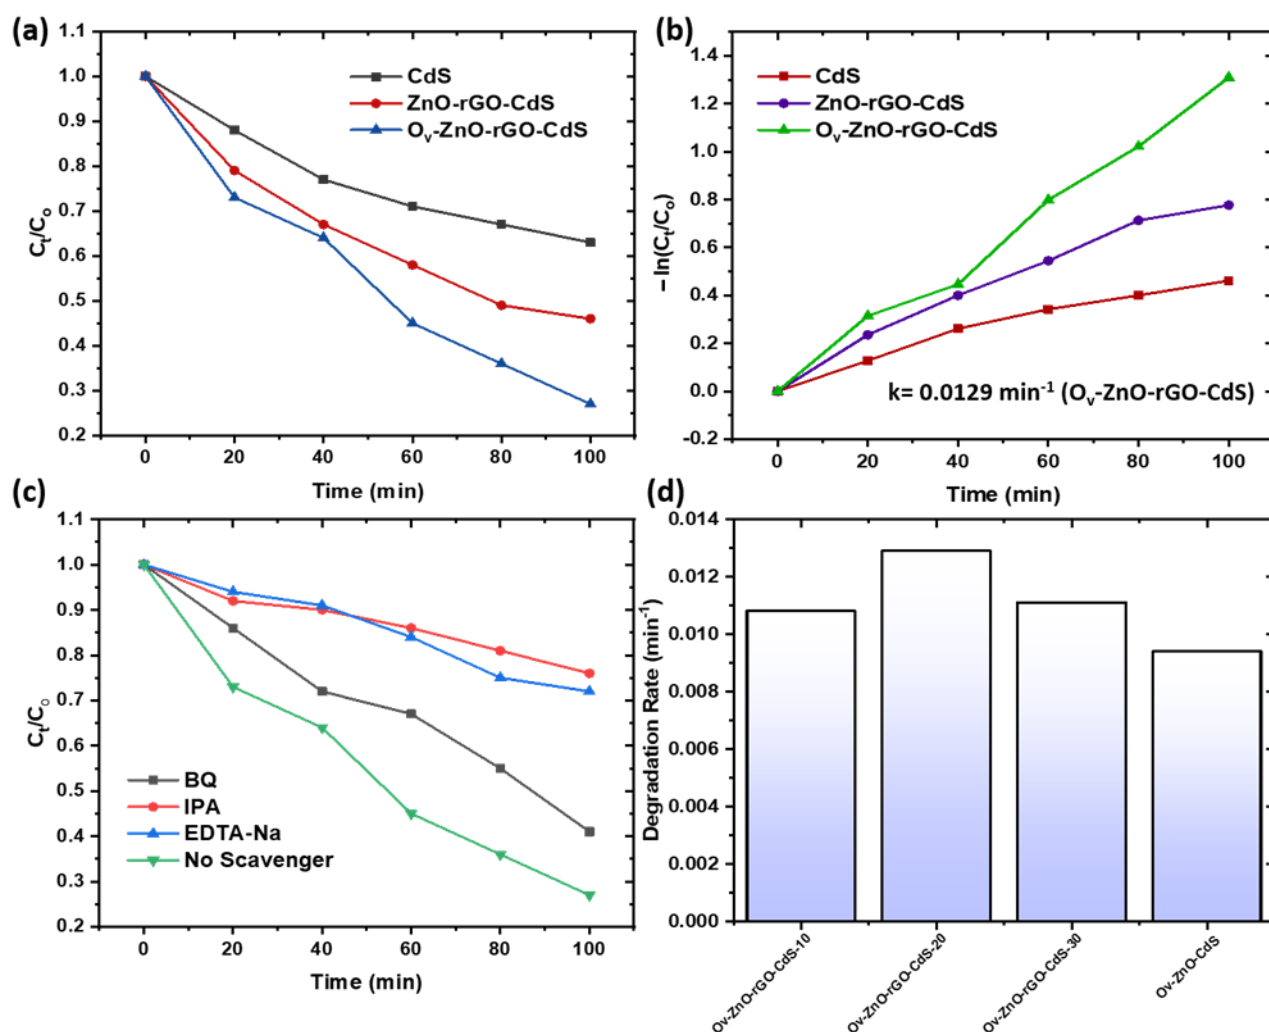 (a)
1.1
1.0
0.9
0.8
0.7
0.6
0.5
0.4
0.3
0.2
Cₜ/Cₒ
CdS
ZnO-rGO-CdS
Oᵥ-ZnO-rGO-CdS
0 20 40 60 80 100
Time (min)
(b)
1.4
1.2
1.0
0.8
0.6
0.4
0.2
0.0
-0.2
– ln(Cₜ/Cₒ)
CdS
ZnO-rGO-CdS
Oᵥ-ZnO-rGO-CdS
k= 0.0129 min⁻¹ (Oᵥ-ZnO-rGO-CdS)
0 20 40 60 80 100
Time (min)
(c)
1.1
1.0
0.9
0.8
0.7
0.6
0.5
0.4
0.3
0.2
Cₜ/Cₒ
BQ
IPA
EDTA-Na
No Scavenger
0 20 40 60 80 100
Time (min)
(d)
0.014
0.012
0.010
0.008
0.006
0.004
0.002
0.000
Degradation Rate (min⁻¹)
Ov-ZnO-rGO-CdS-10
Ov-ZnO-rGO-CdS-20
Ov-ZnO-rGO-CdS-30
Ov-ZnO-CdS